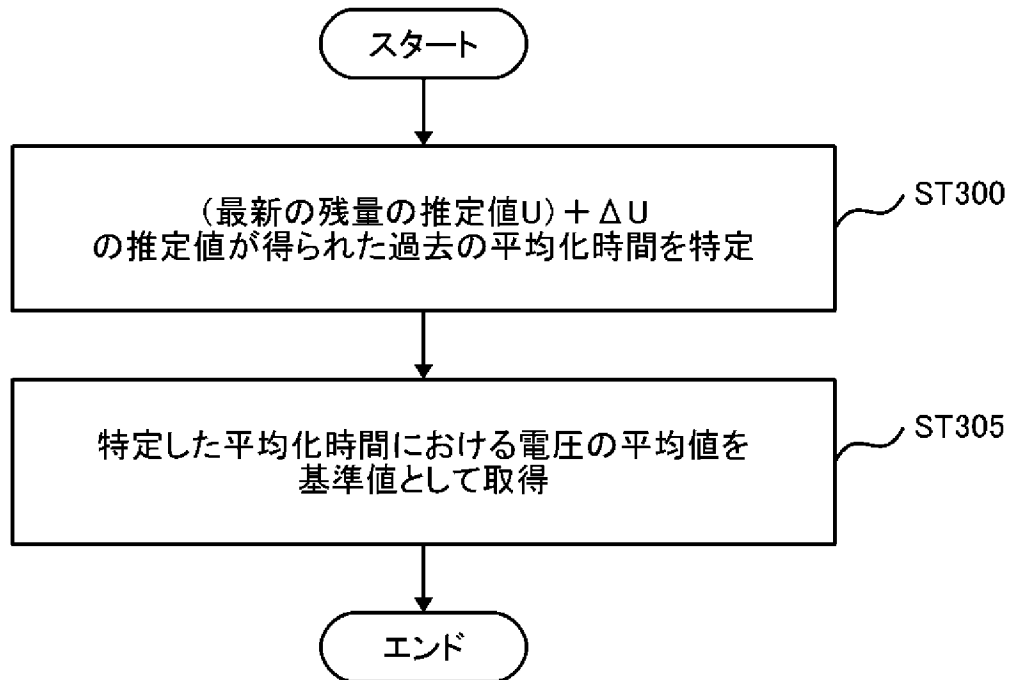 スタート
(最新の残量の推定値U)+ΔU
の推定値が得られた過去の平均化時間を特定
ST300
特定した平均化時間における電圧の平均値を
基準値として取得
ST305
エンド